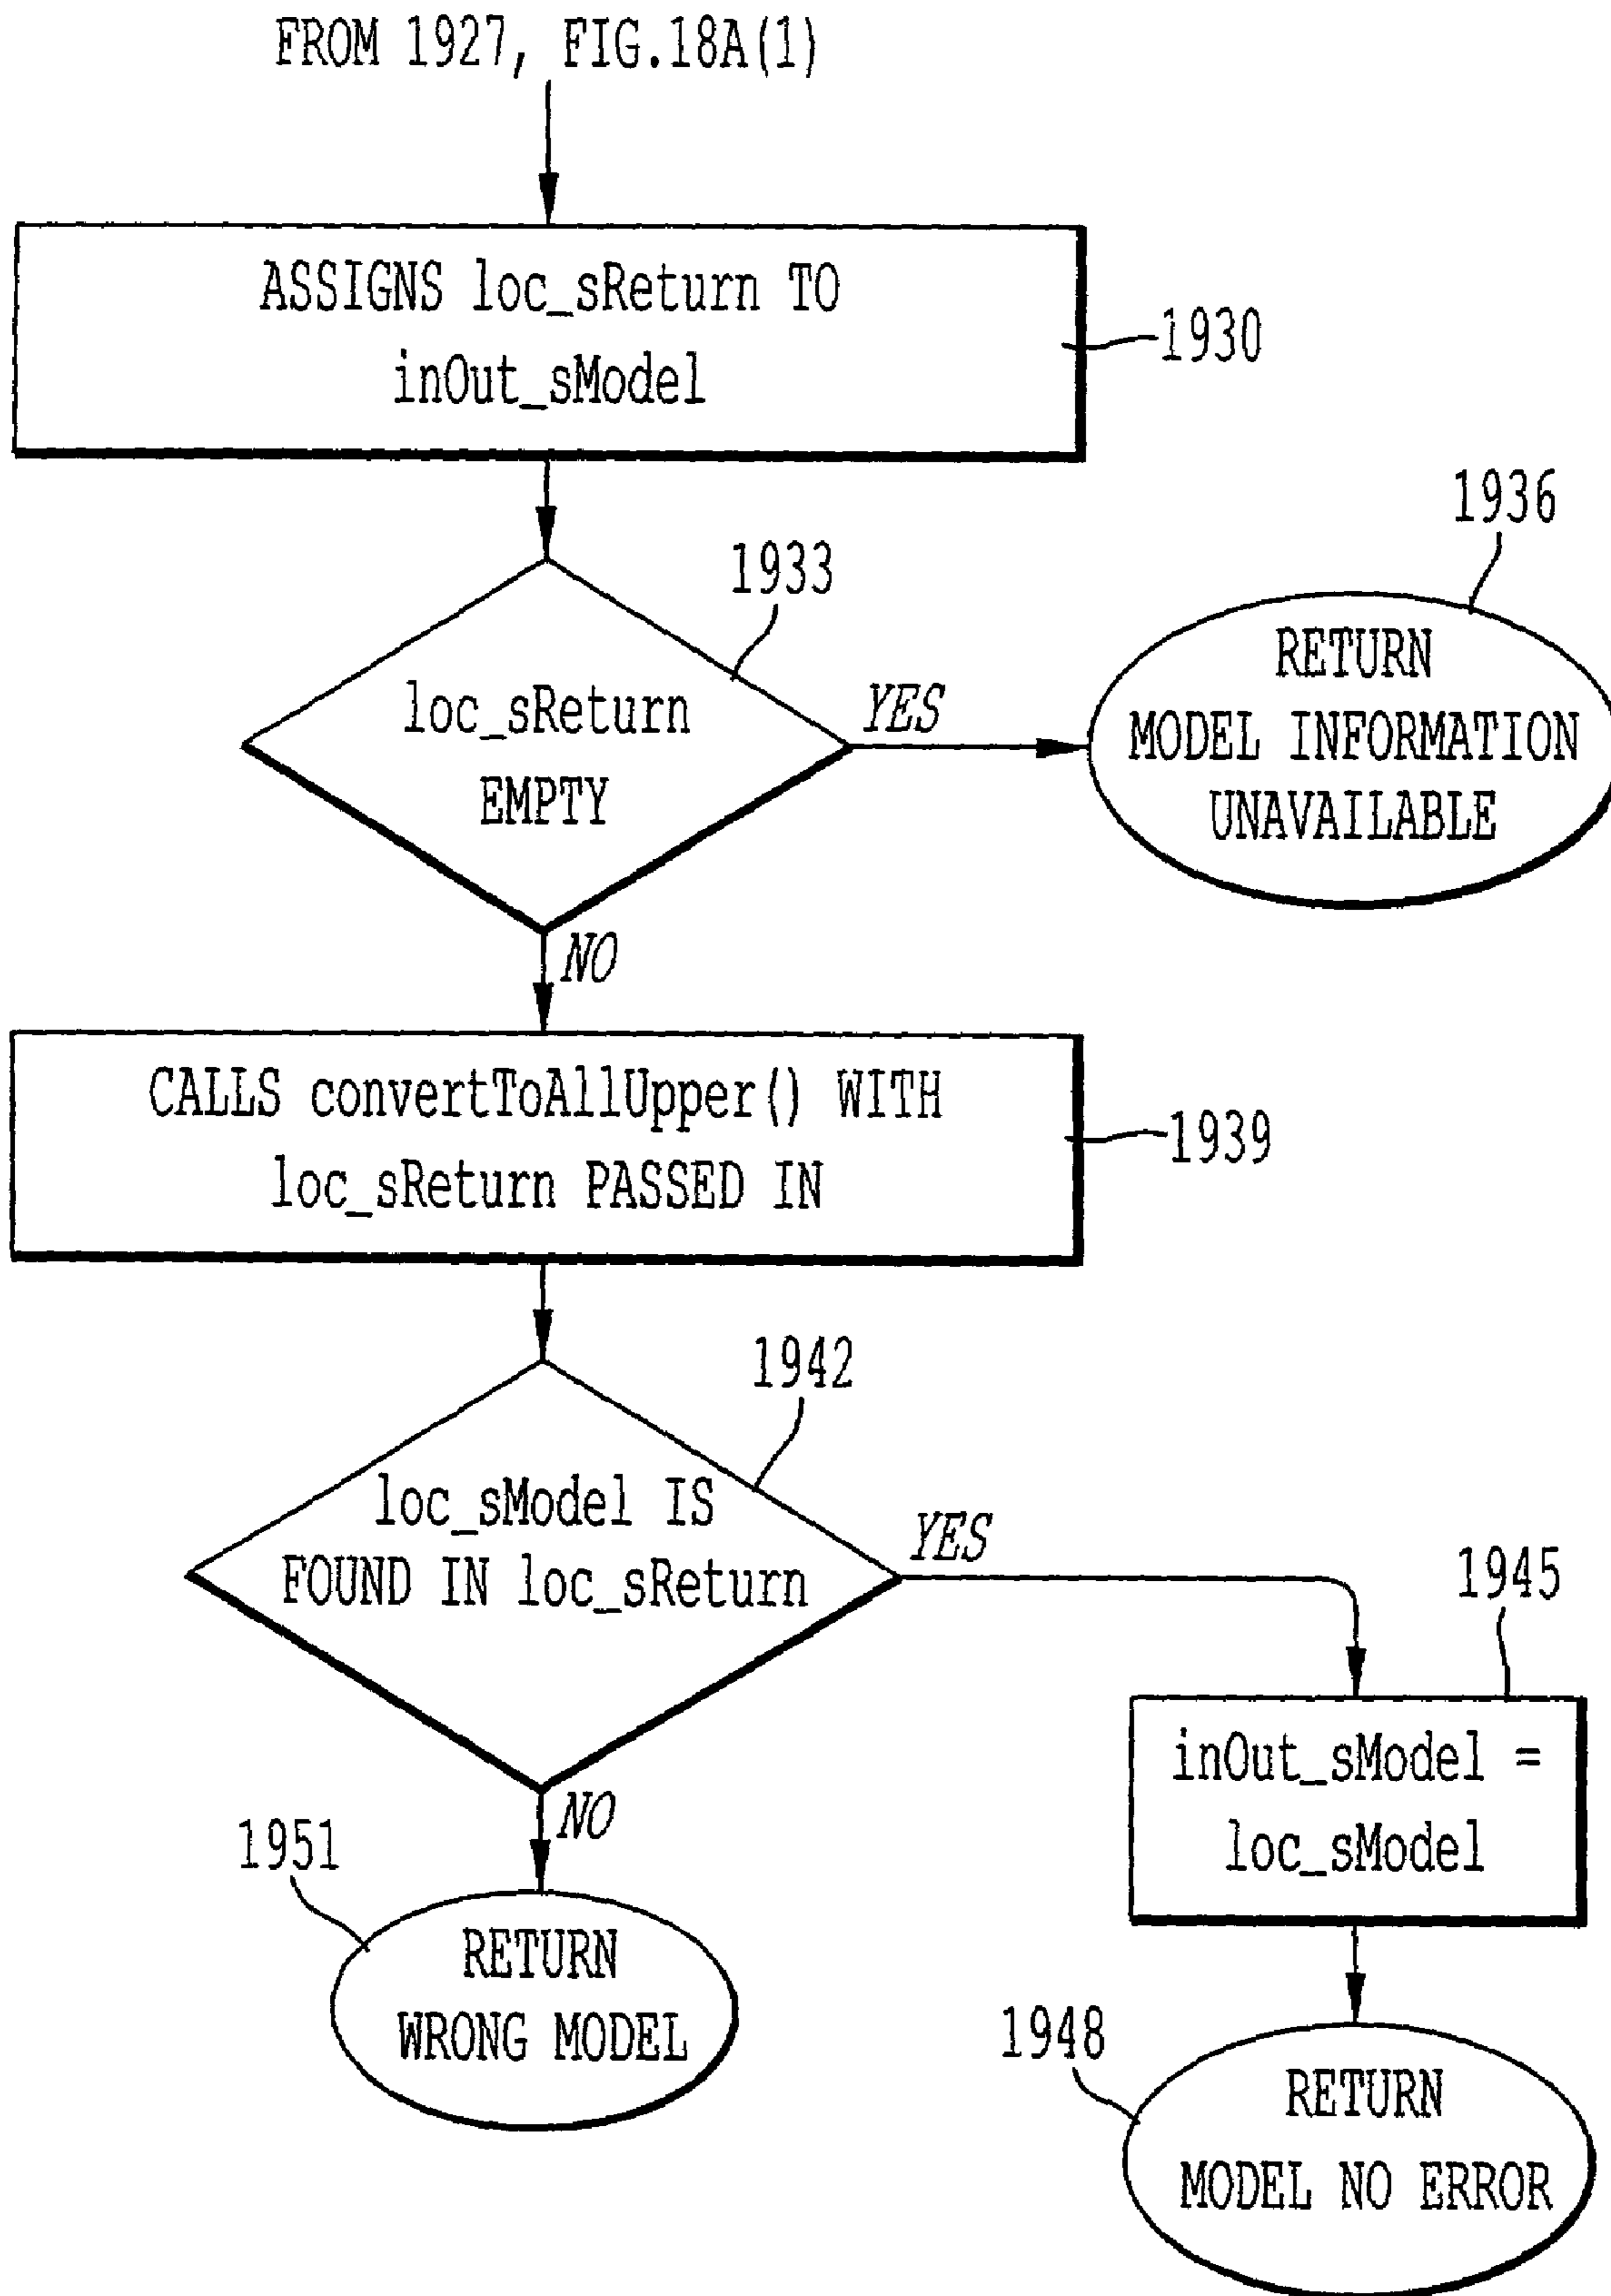 FROM 1927, FIG.18A(1)
ASSIGNS loc_sReturn TO
inOut_sModel
1930
1933
loc_sReturn
EMPTY
YES
1936
RETURN
MODEL INFORMATION
UNAVAILABLE
NO
CALLS convertToAllUpper() WITH
loc_sReturn PASSED IN
1939
1942
loc_sModel IS
FOUND IN loc_sReturn
YES
1945
inOut_sModel =
loc_sModel
NO
1951
RETURN
WRONG MODEL
1948
RETURN
MODEL NO ERROR